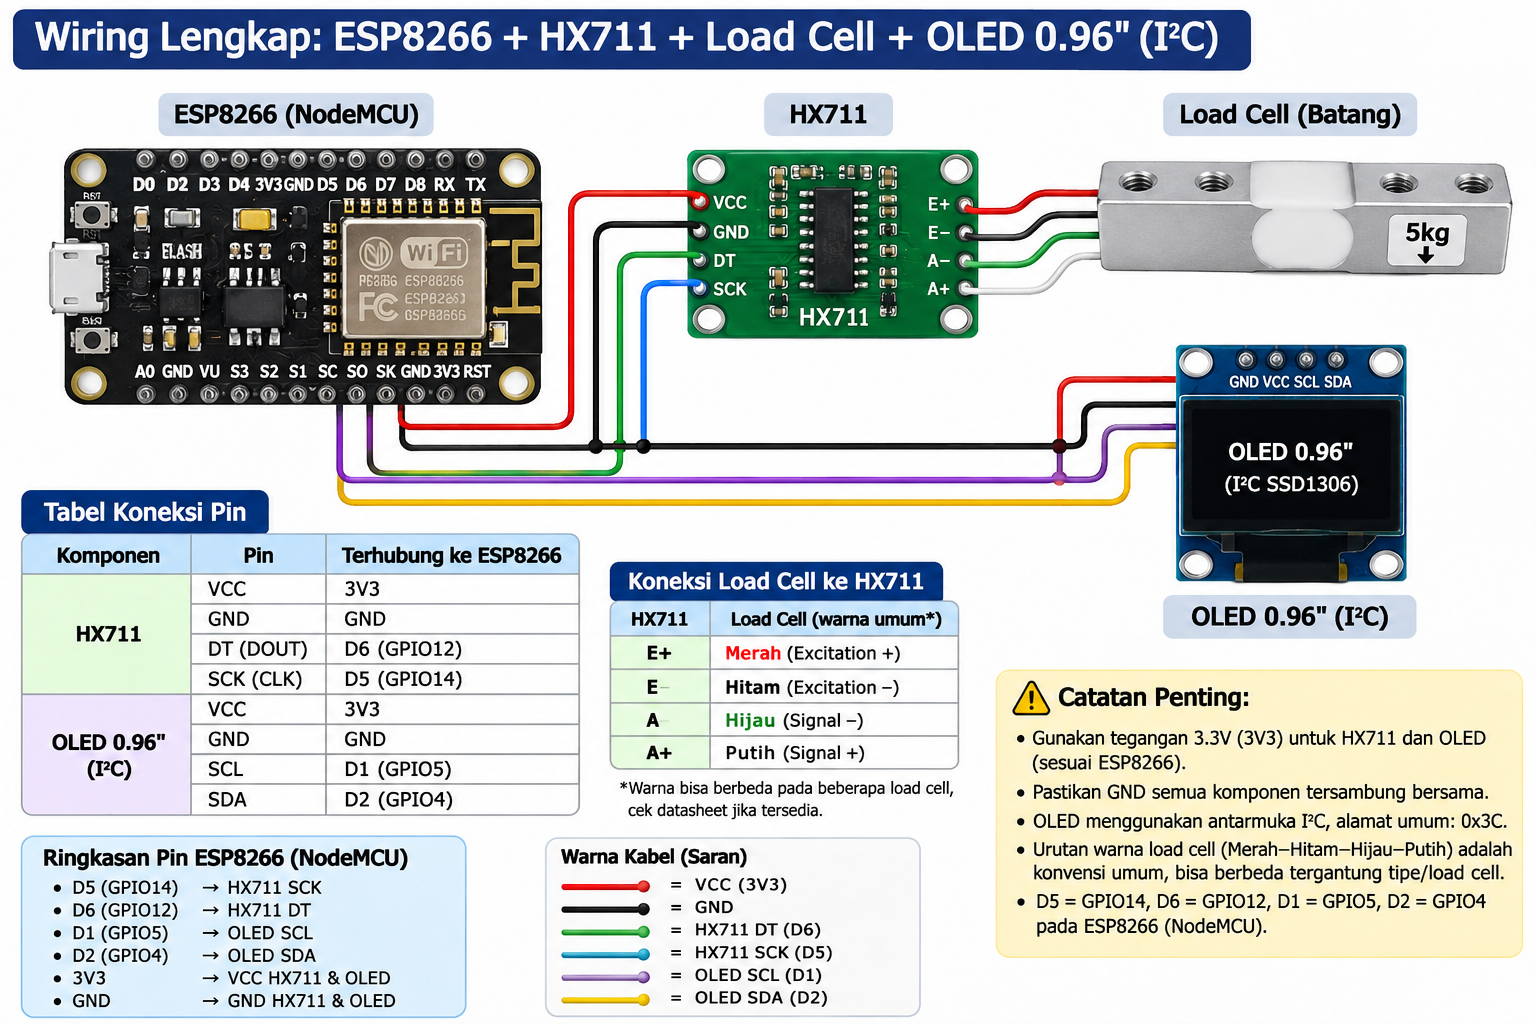 Wiring Lengkap: ESP8266 + HX711 + Load Cell + OLED 0.96" (I²C)
ESP8266 (NodeMCU)
HX711
Load Cell (Batang)
D0 D2 D3 D4 3V3 GND D5 D6 D7 D8 RX TX
WiFi
ESP88266
FC
A0 GND VU S3 S2 S1 SC SO SK GND 3V3 RST
VCC
GND
DT
SCK
E+
E−
A−
A+
HX711
5kg
GND VCC SCL SDA
OLED 0.96"
(I²C SSD1306)
OLED 0.96" (I²C)
Tabel Koneksi Pin
Komponen Pin Terhubung ke ESP8266
HX711
VCC 3V3
GND GND
DT (DOUT) D6 (GPIO12)
SCK (CLK) D5 (GPIO14)
OLED 0.96"
(I²C)
VCC 3V3
GND GND
SCL D1 (GPIO5)
SDA D2 (GPIO4)
Koneksi Load Cell ke HX711
HX711 Load Cell (warna umum*)
E+ Merah (Excitation +)
E− Hitam (Excitation −)
A− Hijau (Signal −)
A+ Putih (Signal +)
*Warna bisa berbeda pada beberapa load cell,
cek datasheet jika tersedia.
Catatan Penting:
• Gunakan tegangan 3.3V (3V3) untuk HX711 dan OLED
(sesuai ESP8266).
• Pastikan GND semua komponen tersambung bersama.
• OLED menggunakan antarmuka I²C, alamat umum: 0x3C.
• Urutan warna load cell (Merah−Hitam−Hijau−Putih) adalah
konvensi umum, bisa berbeda tergantung tipe/load cell.
• D5 = GPIO14, D6 = GPIO12, D1 = GPIO5, D2 = GPIO4
pada ESP8266 (NodeMCU).
Ringkasan Pin ESP8266 (NodeMCU)
• D5 (GPIO14) → HX711 SCK
• D6 (GPIO12) → HX711 DT
• D1 (GPIO5) → OLED SCL
• D2 (GPIO4) → OLED SDA
• 3V3 → VCC HX711 & OLED
• GND → GND HX711 & OLED
Warna Kabel (Saran)
= VCC (3V3)
= GND
= HX711 DT (D6)
= HX711 SCK (D5)
= OLED SCL (D1)
= OLED SDA (D2)